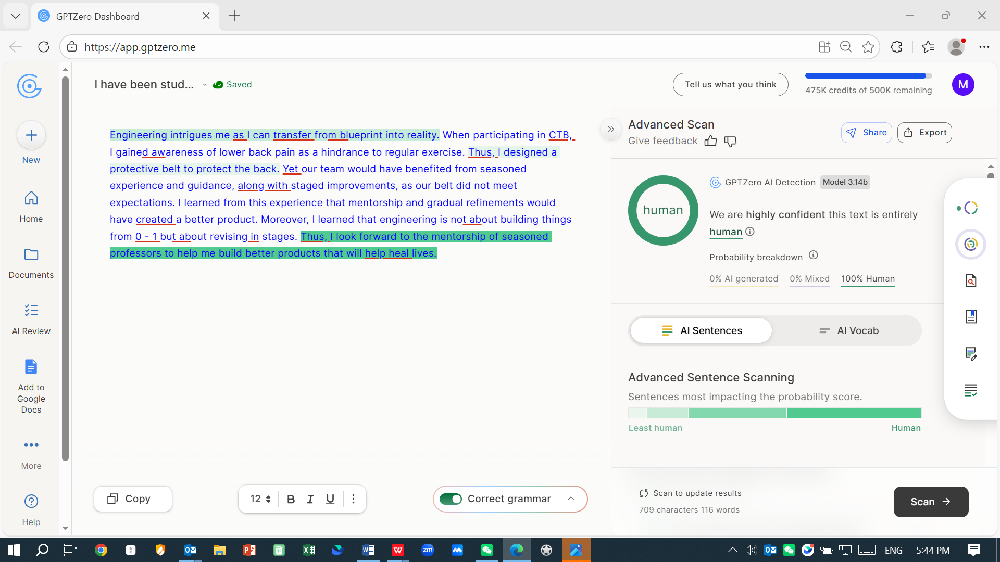 GPTZero Dashboard
https://app.gptzero.me
I have been stud...
Saved
Tell us what you think
475K credits of 500K remaining
M
New
Home
Documents
AI Review
Add to
Google
Docs
More
Help
Engineering intrigues me as I can transfer from blueprint into reality. When participating in CTB,
I gained awareness of lower back pain as a hindrance to regular exercise. Thus, I designed a
protective belt to protect the back. Yet our team would have benefited from seasoned
experience and guidance, along with staged improvements, as our belt did not meet
expectations. I learned from this experience that mentorship and gradual refinements would
have created a better product. Moreover, I learned that engineering is not about building things
from 0 - 1 but about revising in stages. Thus, I look forward to the mentorship of seasoned
professors to help me build better products that will help heal lives.
Copy
12
B I U
Correct grammar
Advanced Scan
Give feedback
Share
Export
human
GPTZero AI Detection Model 3.14b
We are highly confident this text is entirely
human
Probability breakdown
0% AI generated 0% Mixed 100% Human
AI Sentences
AI Vocab
Advanced Sentence Scanning
Sentences most impacting the probability score.
Least human
Human
Scan to update results
709 characters 116 words
Scan
ENG
5:44 PM